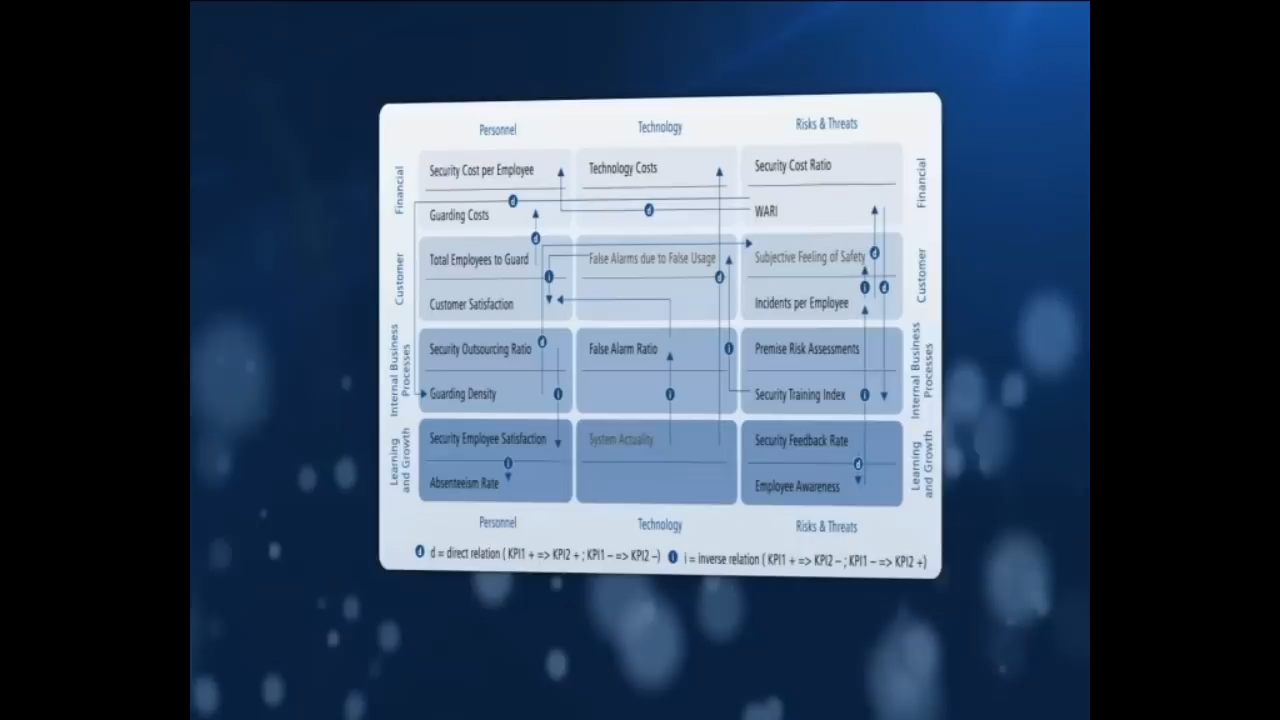 Personnel Technology Risks & Threats
Financial
Security Cost per Employee Technology Costs Security Cost Ratio
Financial
d
Guarding Costs d WARI
d
Customer
Total Employees to Guard False Alarms due to False Usage Subjective Feeling of Safety d
Customer
i d i d
Customer Satisfaction Incidents per Employee
Internal Business
Processes
Security Outsourcing Ratio d False Alarm Ratio i Premise Risk Assessments
Internal Business
Processes
Guarding Density i i Security Training Index i
Learning
and Growth
Security Employee Satisfaction System Actuality Security Feedback Rate
Learning
and Growth
i d
Absenteeism Rate Employee Awareness
Personnel Technology Risks & Threats
d d = direct relation ( KPI1 + => KPI2 + ; KPI1 – => KPI2 –) i i = inverse relation ( KPI1 + => KPI2 – ; KPI1 – => KPI2 +)